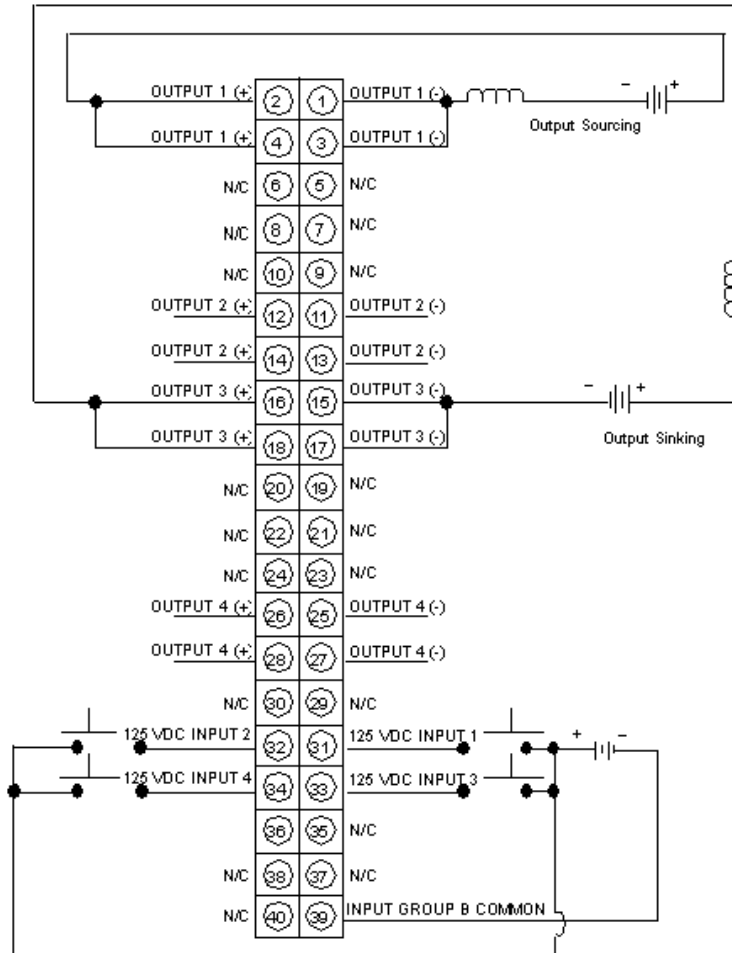 OUTPUT 1 (+) 2 1 OUTPUT 1 (-) - +
Output Sourcing
OUTPUT 1 (+) 4 3 OUTPUT 1 (-)
N/C 6 5 N/C
N/C 8 7 N/C
N/C 10 9 N/C
OUTPUT 2 (+) 12 11 OUTPUT 2 (-)
OUTPUT 2 (+) 14 13 OUTPUT 2 (-)
OUTPUT 3 (+) 16 15 OUTPUT 3 (-) - +
OUTPUT 3 (+) 18 17 OUTPUT 3 (-) Output Sinking
N/C 20 19 N/C
N/C 22 21 N/C
N/C 24 23 N/C
OUTPUT 4 (+) 26 25 OUTPUT 4 (-)
OUTPUT 4 (+) 28 27 OUTPUT 4 (-)
N/C 30 29 N/C
125 VDC INPUT 2 32 31 125 VDC INPUT 1 + -
125 VDC INPUT 4 34 33 125 VDC INPUT 3
36 35 N/C
N/C 38 37 N/C
N/C 40 39 INPUT GROUP B COMMON